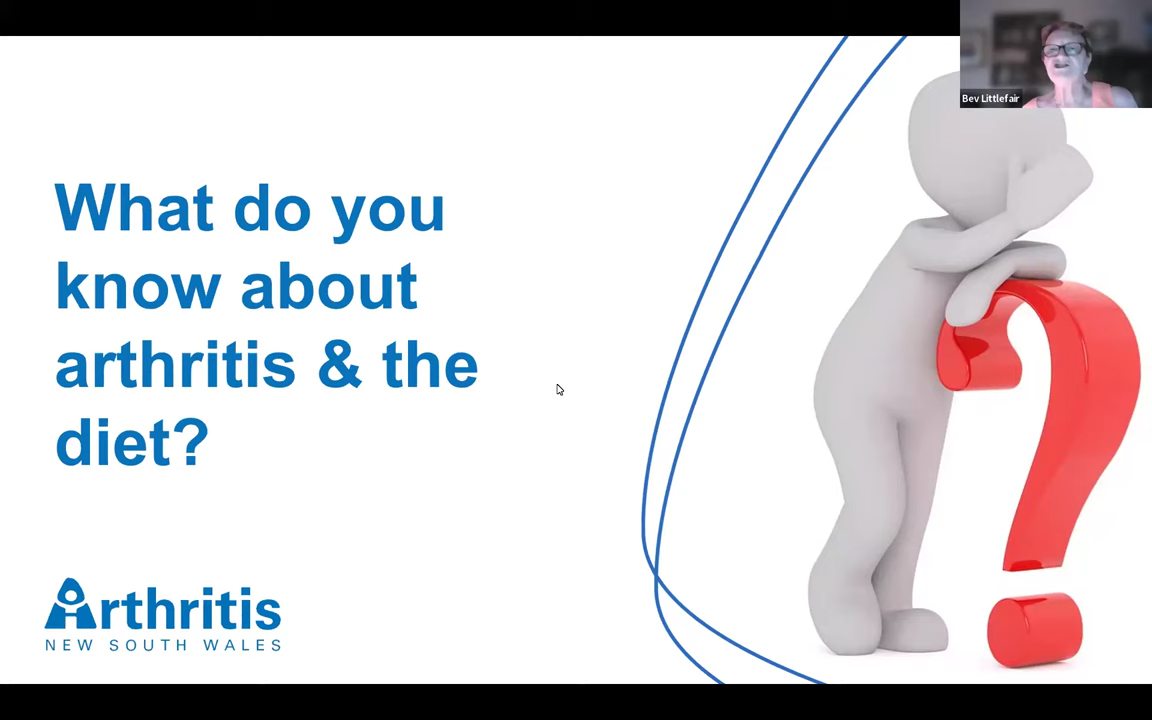 Bev Littlefair
What do you
know about
arthritis & the
diet?
Arthritis
NEW SOUTH WALES